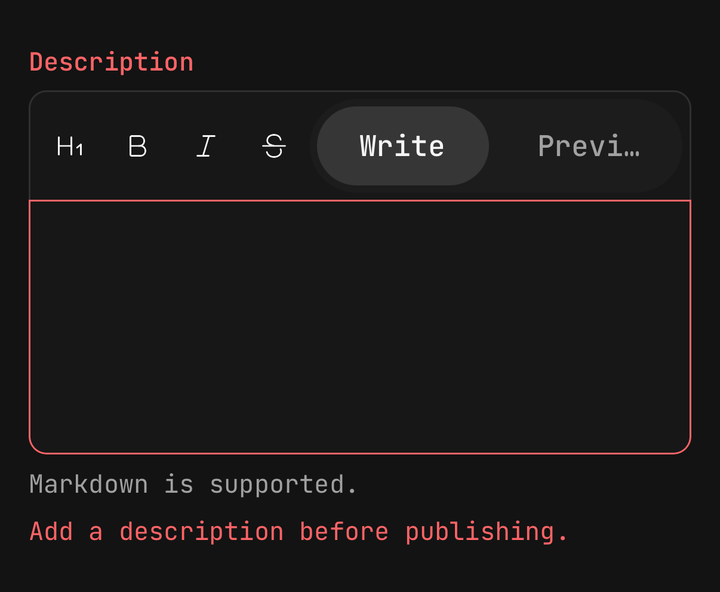 Description
H1 B I S Write Previ…
Markdown is supported.
Add a description before publishing.